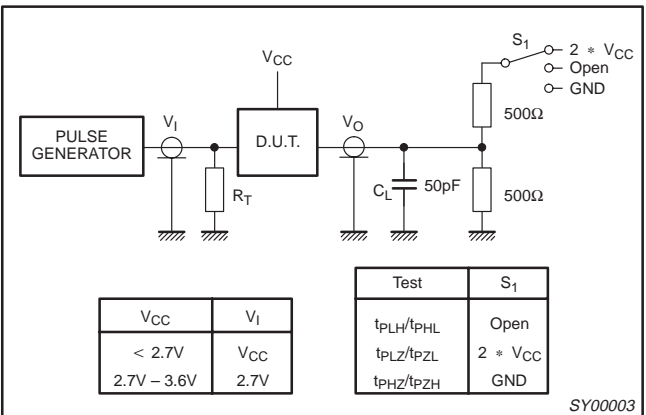 S1
2 * VCC
Open
GND
VCC
500Ω
VI
VO
PULSE
GENERATOR
D.U.T.
RT
CL
50pF
500Ω
VCC VI
< 2.7V VCC
2.7V – 3.6V 2.7V
Test S1
tPLH/tPHL Open
tPLZ/tPZL 2 * VCC
tPHZ/tPZH GND
SY00003